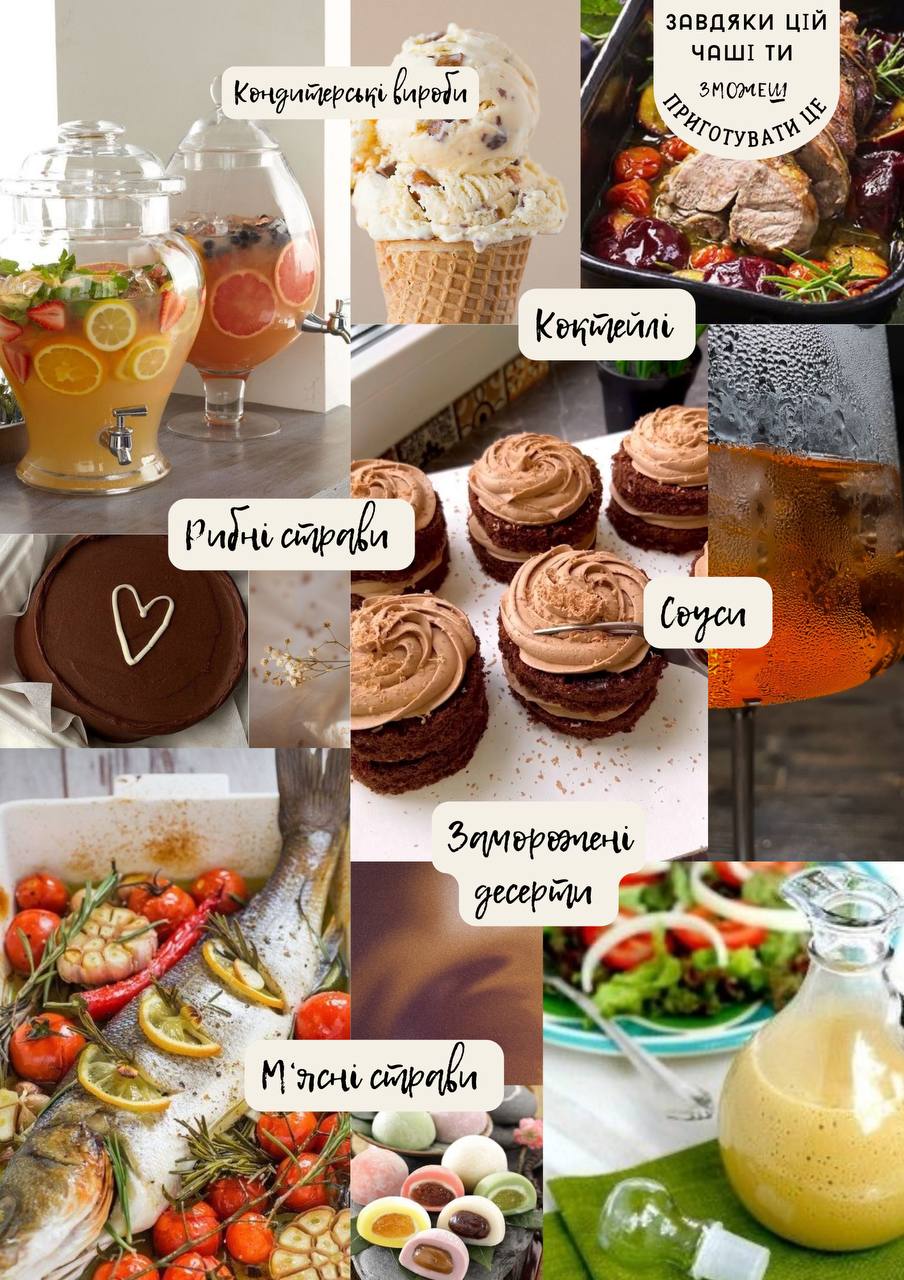 ЗАВДЯКИ ЦІЙ
ЧАШІ ТИ
ЗМОЖЕШ
ПРИГОТУВАТИ ЦЕ
Кондитерські вироби
Коктейлі
Рибні страви
Соуси
Заморожені
десерти
М'ясні страви